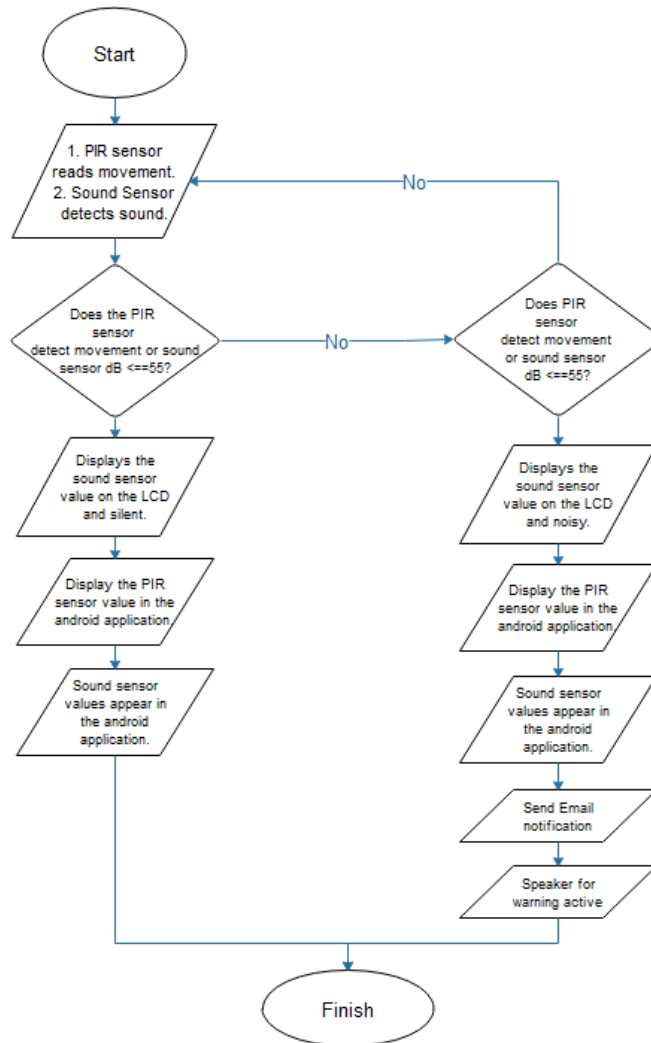 Start
1. PIR sensor
reads movement.
2. Sound Sensor
detects sound.
No
Does the PIR
sensor
detect movement or sound
sensor dB <==55?
No
Does PIR
sensor
detect movement
or sound sensor
dB <==55?
Displays the
sound sensor
value on the LCD
and silent.
Display the PIR
sensor value in the
android application.
Sound sensor
values appear in
the android
application.
Displays the
sound sensor
value on the LCD
and noisy.
Display the PIR
sensor value in the
android application.
Sound sensor
values appear in
the android
application.
Send Email
notification
Speaker for
warning active
Finish